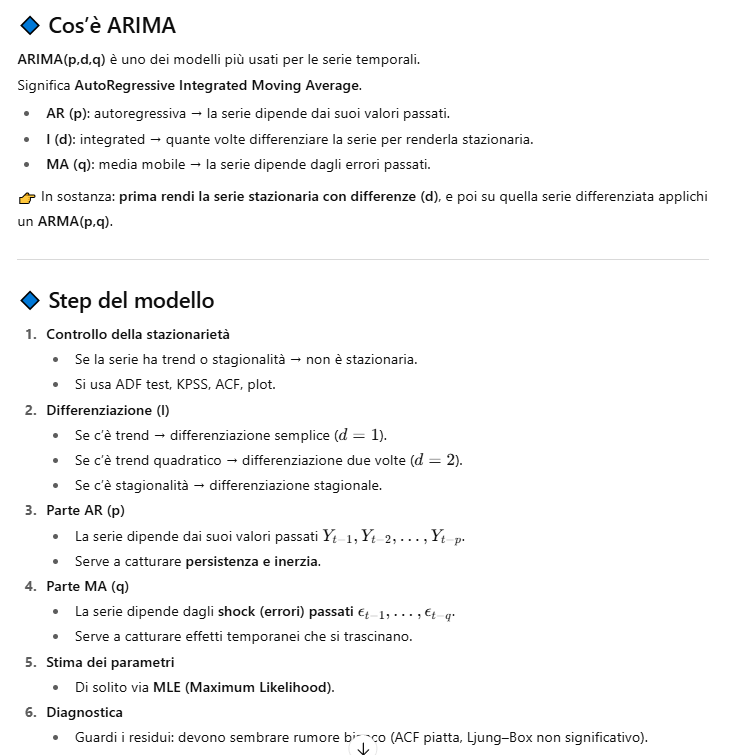 Cos'è ARIMA
ARIMA(p,d,q) è uno dei modelli più usati per le serie temporali.
Significa AutoRegressive Integrated Moving Average.
• AR (p): autoregressiva → la serie dipende dai suoi valori passati.
• I (d): integrated → quante volte differenziare la serie per renderla stazionaria.
• MA (q): media mobile → la serie dipende dagli errori passati.
👉 In sostanza: prima rendi la serie stazionaria con differenze (d), e poi su quella serie differenziata applichi
un ARMA(p,q).
Step del modello
1. Controllo della stazionarietà
• Se la serie ha trend o stagionalità → non è stazionaria.
• Si usa ADF test, KPSS, ACF, plot.
2. Differenziazione (I)
• Se c'è trend → differenziazione semplice (d = 1).
• Se c'è trend quadratico → differenziazione due volte (d = 2).
• Se c'è stagionalità → differenziazione stagionale.
3. Parte AR (p)
• La serie dipende dai suoi valori passati Y_{t-1}, Y_{t-2}, . . . , Y_{t-p}.
• Serve a catturare persistenza e inerzia.
4. Parte MA (q)
• La serie dipende dagli shock (errori) passati ϵ_{t-1}, . . . , ϵ_{t-q}.
• Serve a catturare effetti temporanei che si trascinano.
5. Stima dei parametri
• Di solito via MLE (Maximum Likelihood).
6. Diagnostica
• Guardi i residui: devono sembrare rumore bianco (ACF piatta, Ljung–Box non significativo).